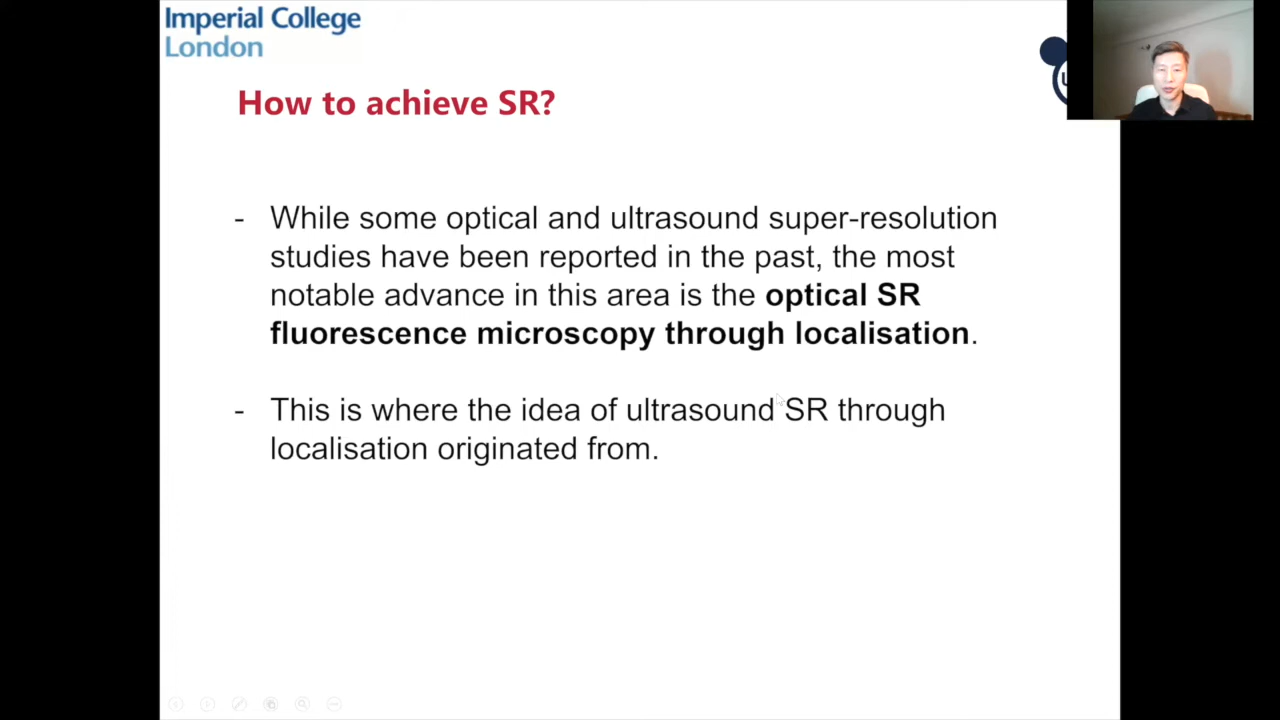 Imperial College
London
How to achieve SR?
- While some optical and ultrasound super-resolution
studies have been reported in the past, the most
notable advance in this area is the optical SR
fluorescence microscopy through localisation.
- This is where the idea of ultrasound SR through
localisation originated from.